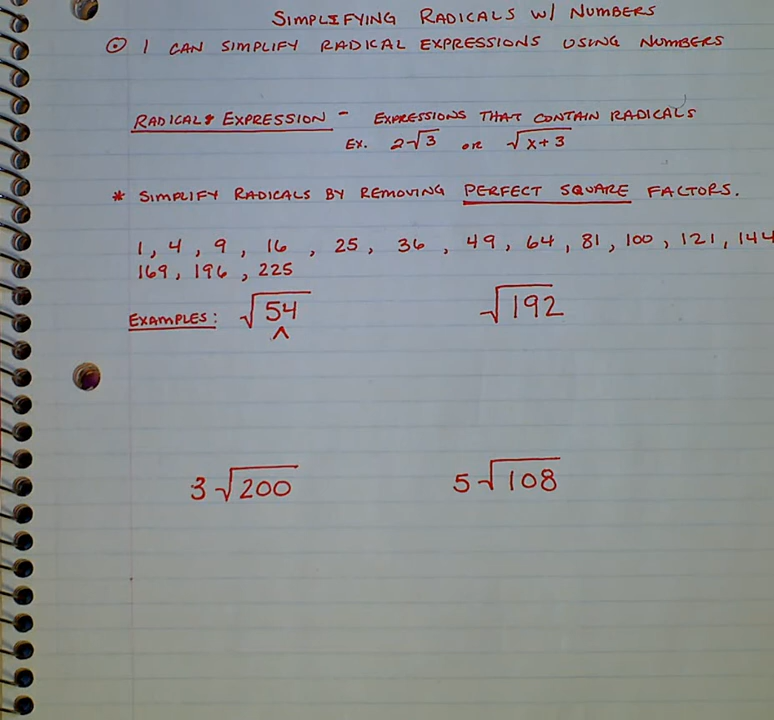 SIMPLIFYING RADICALS W/ NUMBERS
⊙ I CAN SIMPLIFY RADICAL EXPRESSIONS USING NUMBERS
RADICAL EXPRESSION - EXPRESSIONS THAT CONTAIN RADICALS
EX. 2√3 OR √x+3
* SIMPLIFY RADICALS BY REMOVING PERFECT SQUARE FACTORS.
1, 4, 9, 16, 25, 36, 49, 64, 81, 100, 121, 144
169, 196, 225
EXAMPLES: √54 √192
3√200 5√108